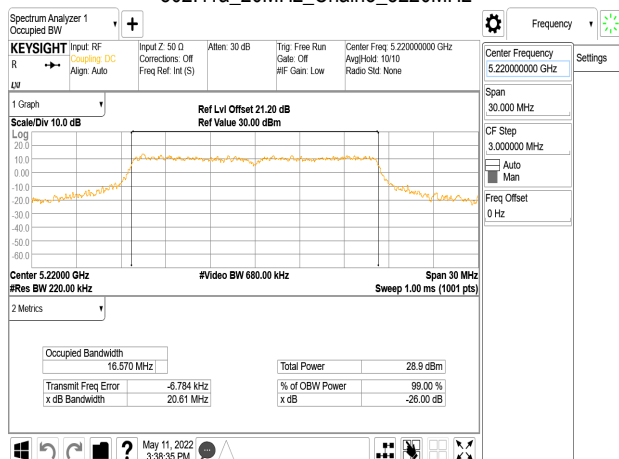 Spectrum Analyzer 1
Occupied BW
Frequency
KEYSIGHT
R
Input: RF
Coupling: DC
Align: Auto
Input Z: 50 Ω
Corrections: Off
Freq Ref: Int (S)
Atten: 30 dB
Trig: Free Run
Gate: Off
#IF Gain: Low
Center Freq: 5.220000000 GHz
Avg|Hold: 10/10
Radio Std: None
Center Frequency
5.220000000 GHz
Settings
Span
30.000 MHz
CF Step
3.000000 MHz
Auto
Man
Freq Offset
0 Hz
1 Graph
Scale/Div 10.0 dB
Ref Lvl Offset 21.20 dB
Ref Value 30.00 dBm
Log
20.0
10.0
0.00
-10.0
-20.0
-30.0
-40.0
-50.0
-60.0
Center 5.22000 GHz
#Res BW 220.00 kHz
#Video BW 680.00 kHz
Span 30 MHz
Sweep 1.00 ms (1001 pts)
2 Metrics
Occupied Bandwidth
16.570 MHz
Total Power 28.9 dBm
Transmit Freq Error -6.784 kHz
% of OBW Power 99.00 %
x dB Bandwidth 20.61 MHz
x dB -26.00 dB
May 11, 2022
3:38:35 PM